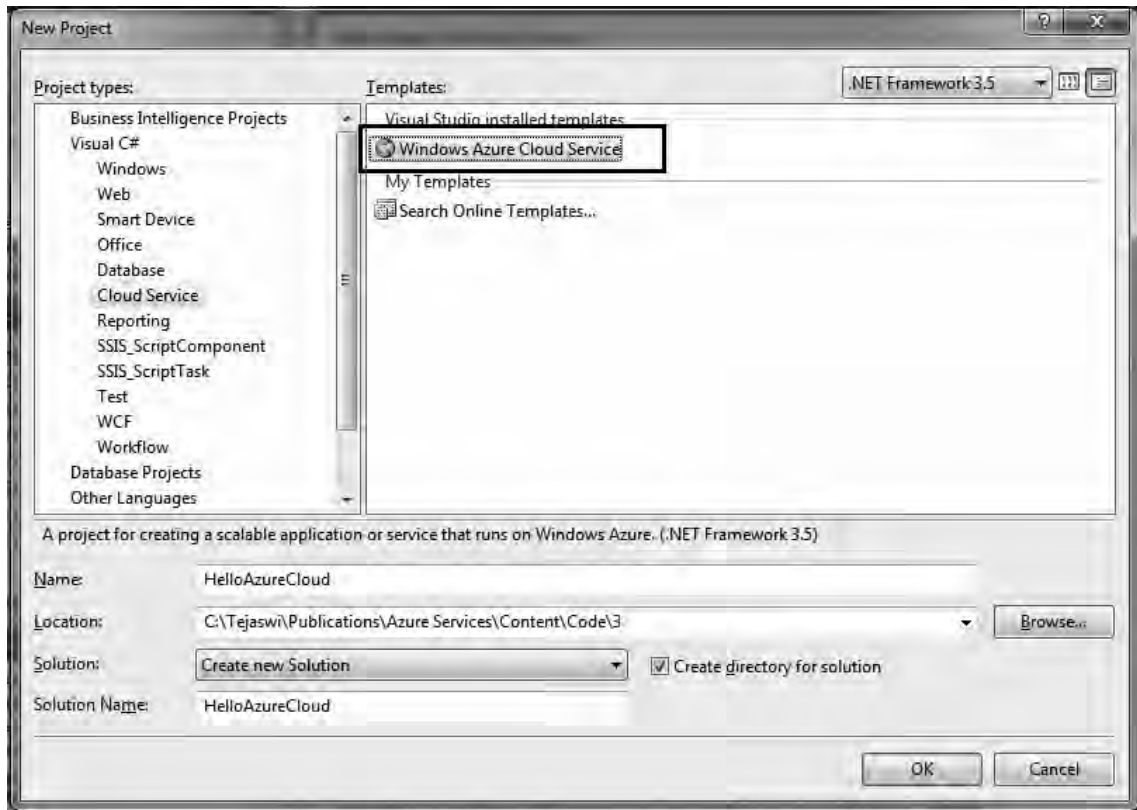 New Project
Project types:
Templates:
.NET Framework 3.5
Business Intelligence Projects
Visual C#
Windows
Web
Smart Device
Office
Database
Cloud Service
Reporting
SSIS_ScriptComponent
SSIS_ScriptTask
Test
WCF
Workflow
Database Projects
Other Languages
Visual Studio installed templates
Windows Azure Cloud Service
My Templates
Search Online Templates...
A project for creating a scalable application or service that runs on Windows Azure. (.NET Framework 3.5)
Name: HelloAzureCloud
Location: C:\Tejaswi\Publications\Azure Services\Content\Code\3 Browse...
Solution: Create new Solution Create directory for solution
Solution Name: HelloAzureCloud
OK Cancel